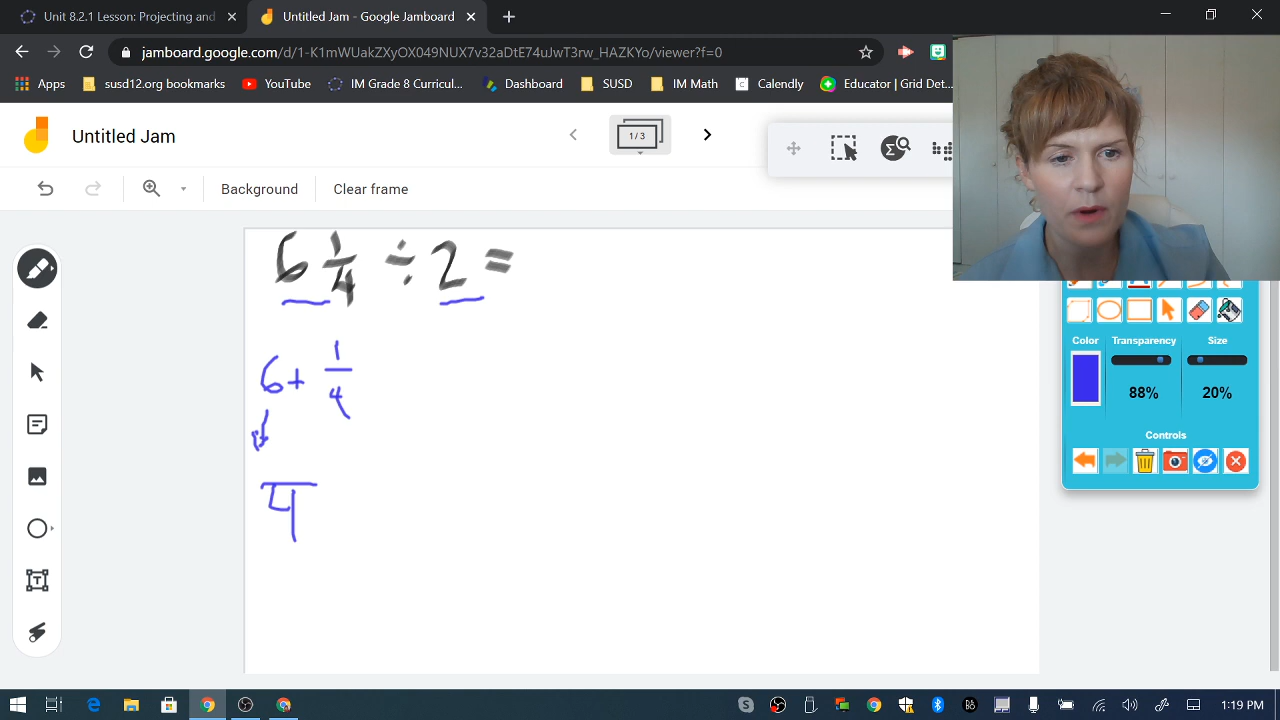 Unit 8.2.1 Lesson: Projecting and
Untitled Jam - Google Jamboard
jamboard.google.com/d/1-K1mWUakZXyOX049NUX7v32aDtE74uJwT3rw_HAZKYo/viewer?f=0
Apps susd12.org bookmarks YouTube IM Grade 8 Curricul... Dashboard SUSD IM Math Calendly Educator | Grid Det...
Untitled Jam
1/3
Background Clear frame
6 1/4 ÷ 2 =
6 + 1/4
4
Color Transparency Size
88% 20%
Controls
1:19 PM